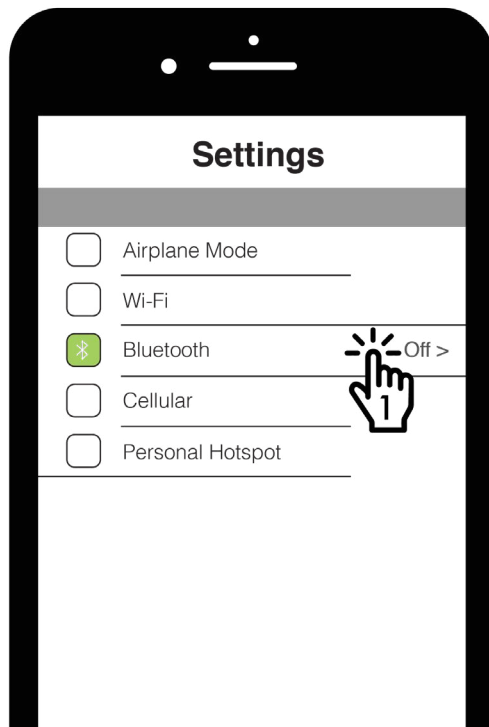 Settings
Airplane Mode
Wi-Fi
Bluetooth Off >
1
Cellular
Personal Hotspot